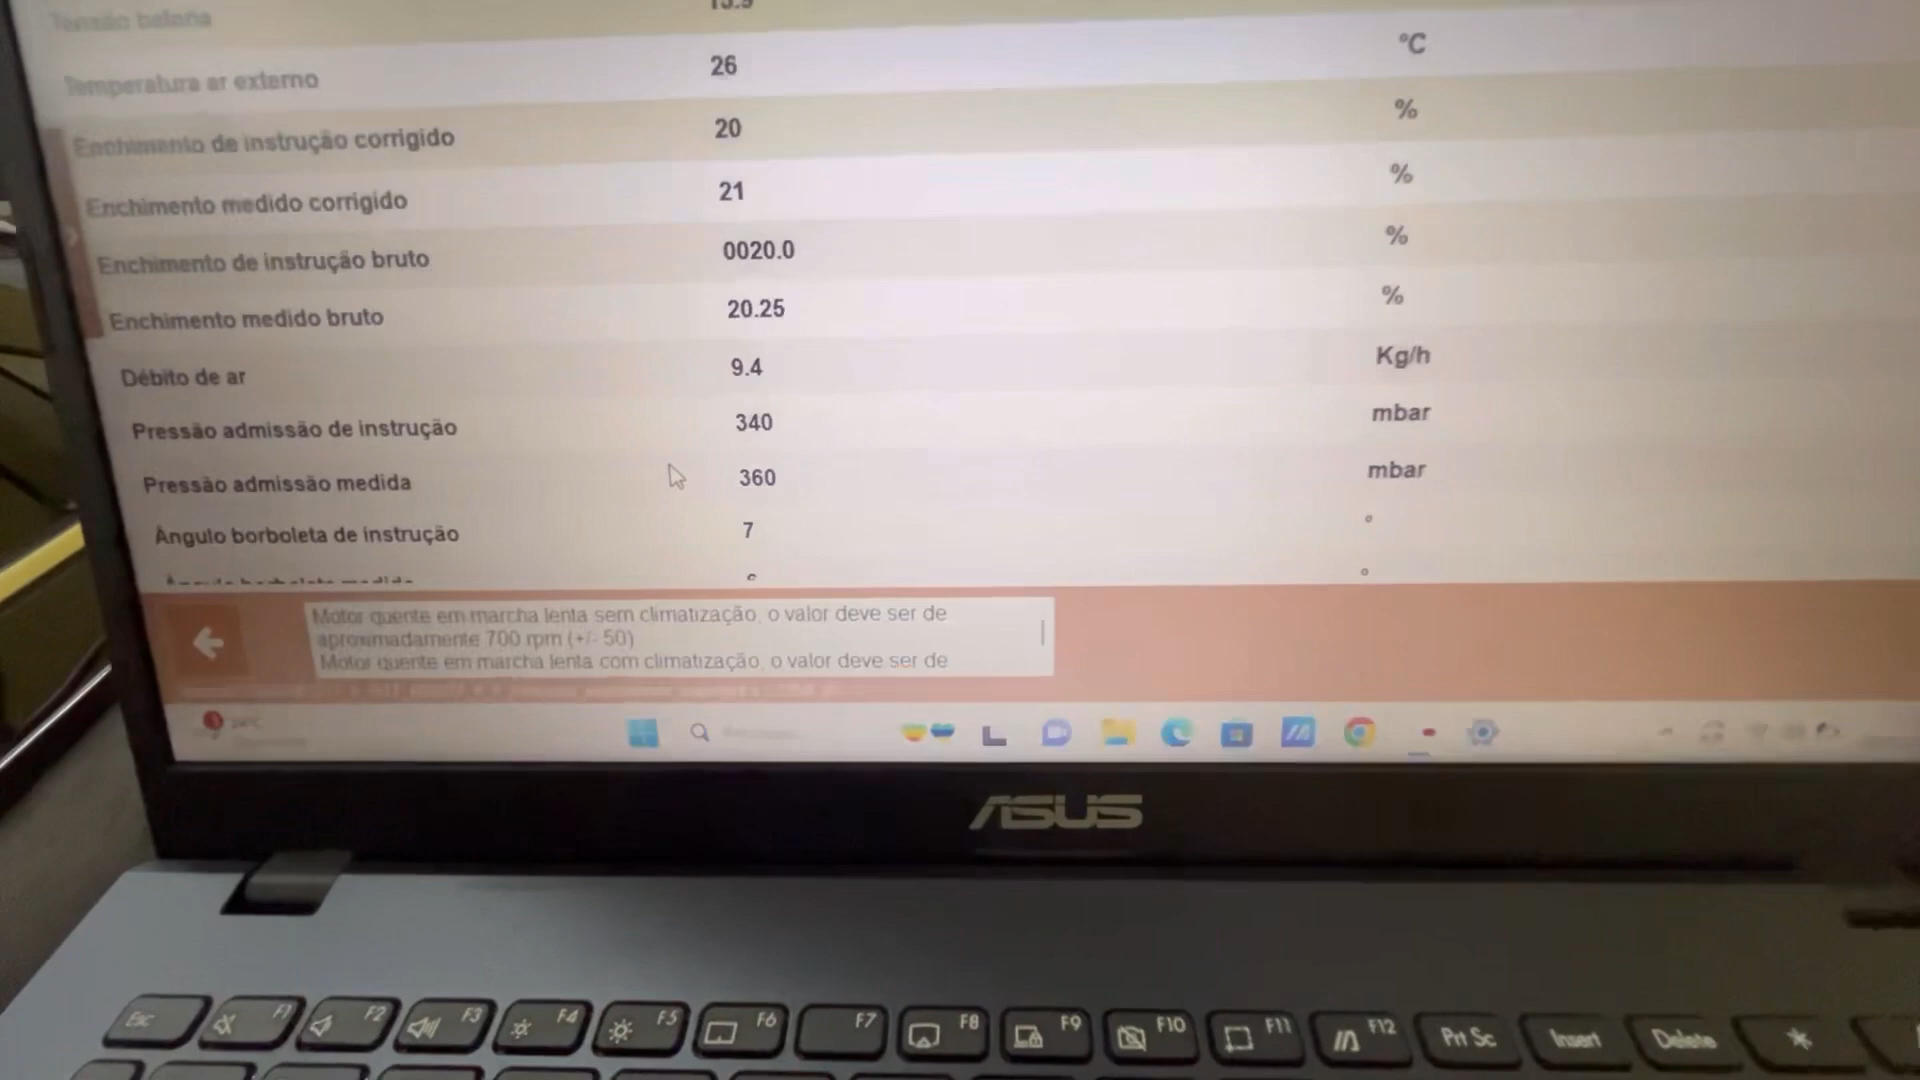 Tensão bateria
Temperatura ar externo 26 °C
Enchimento de instrução corrigido 20 %
Enchimento medido corrigido 21 %
Enchimento de instrução bruto 0020.0 %
Enchimento medido bruto 20.25 %
Débito de ar 9.4 Kg/h
Pressão admissão de instrução 340 mbar
Pressão admissão medida 360 mbar
Ângulo borboleta de instrução 7 °
Motor quente em marcha lenta sem climatização, o valor deve ser de
aproximadamente 700 rpm (+/- 50)
Motor quente em marcha lenta com climatização, o valor deve ser de
ASUS
Esc F1 F2 F3 F4 F5 F6 F7 F8 F9 F10 F11 F12 Prt Sc Insert Delete